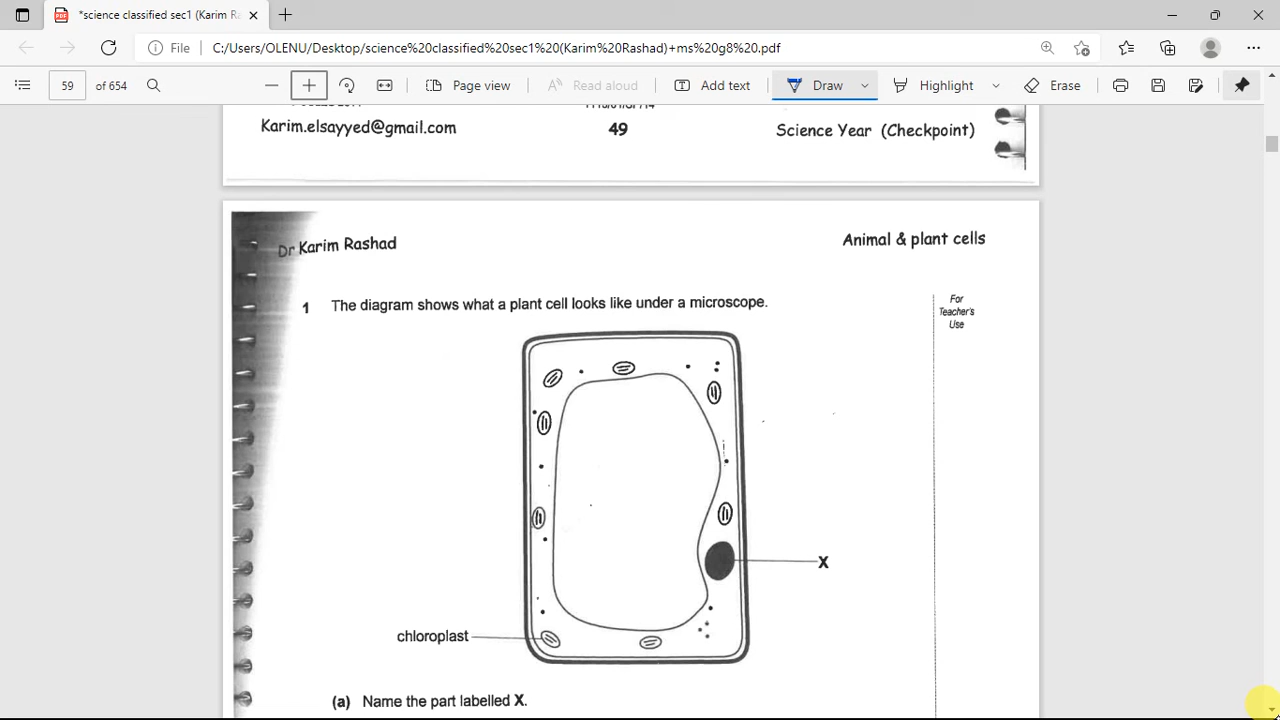 *science classified sec1 (Karim R
File
C:/Users/OLENU/Desktop/science%20classified%20sec1%20(Karim%20Rashad)+ms%20g8%20.pdf
59 of 654
Page view
Read aloud
Add text
Draw
Highlight
Erase
Karim.elsayyed@gmail.com
49
Science Year (Checkpoint)
Dr Karim Rashad
Animal & plant cells
1 The diagram shows what a plant cell looks like under a microscope.
For
Teacher's
Use
X
chloroplast
(a) Name the part labelled X.